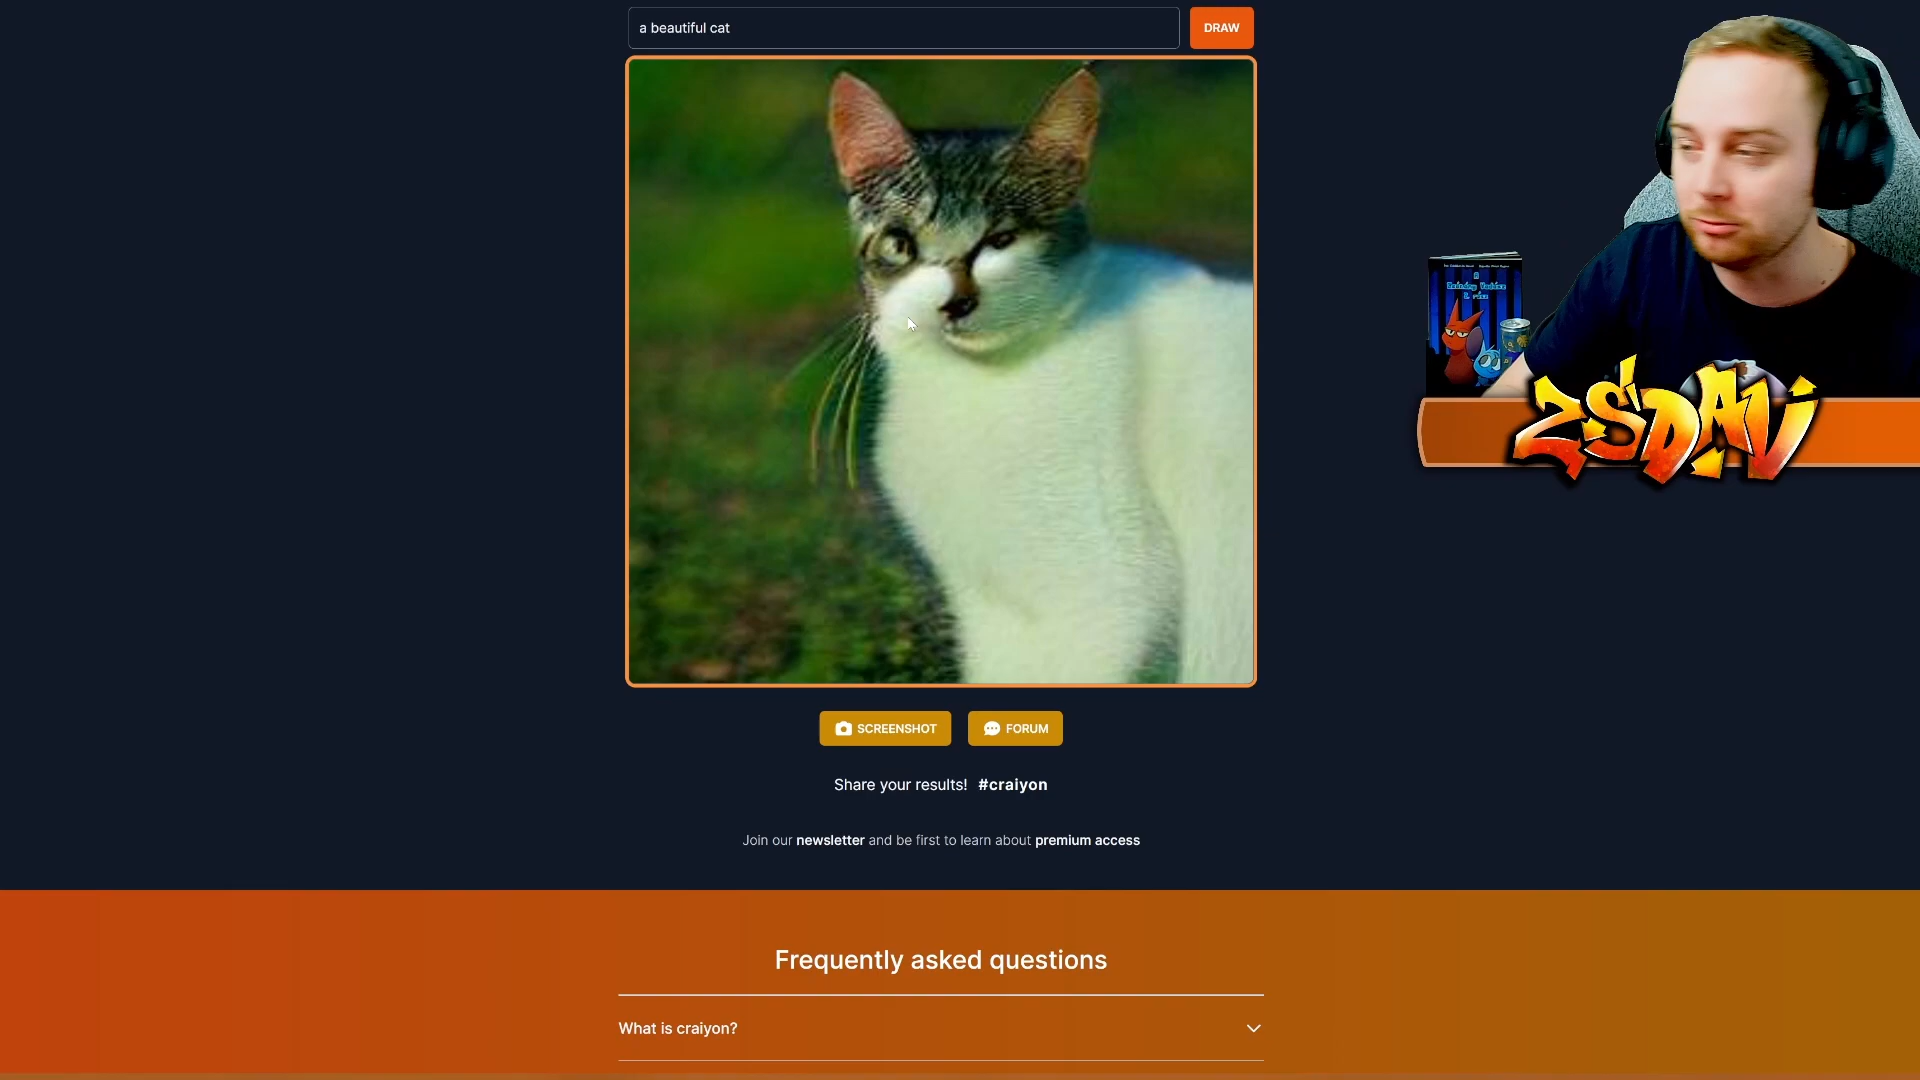 a beautiful cat
DRAW
ZSDAV
SCREENSHOT
FORUM
Share your results! #craiyon
Join our newsletter and be first to learn about premium access
Frequently asked questions
What is craiyon?